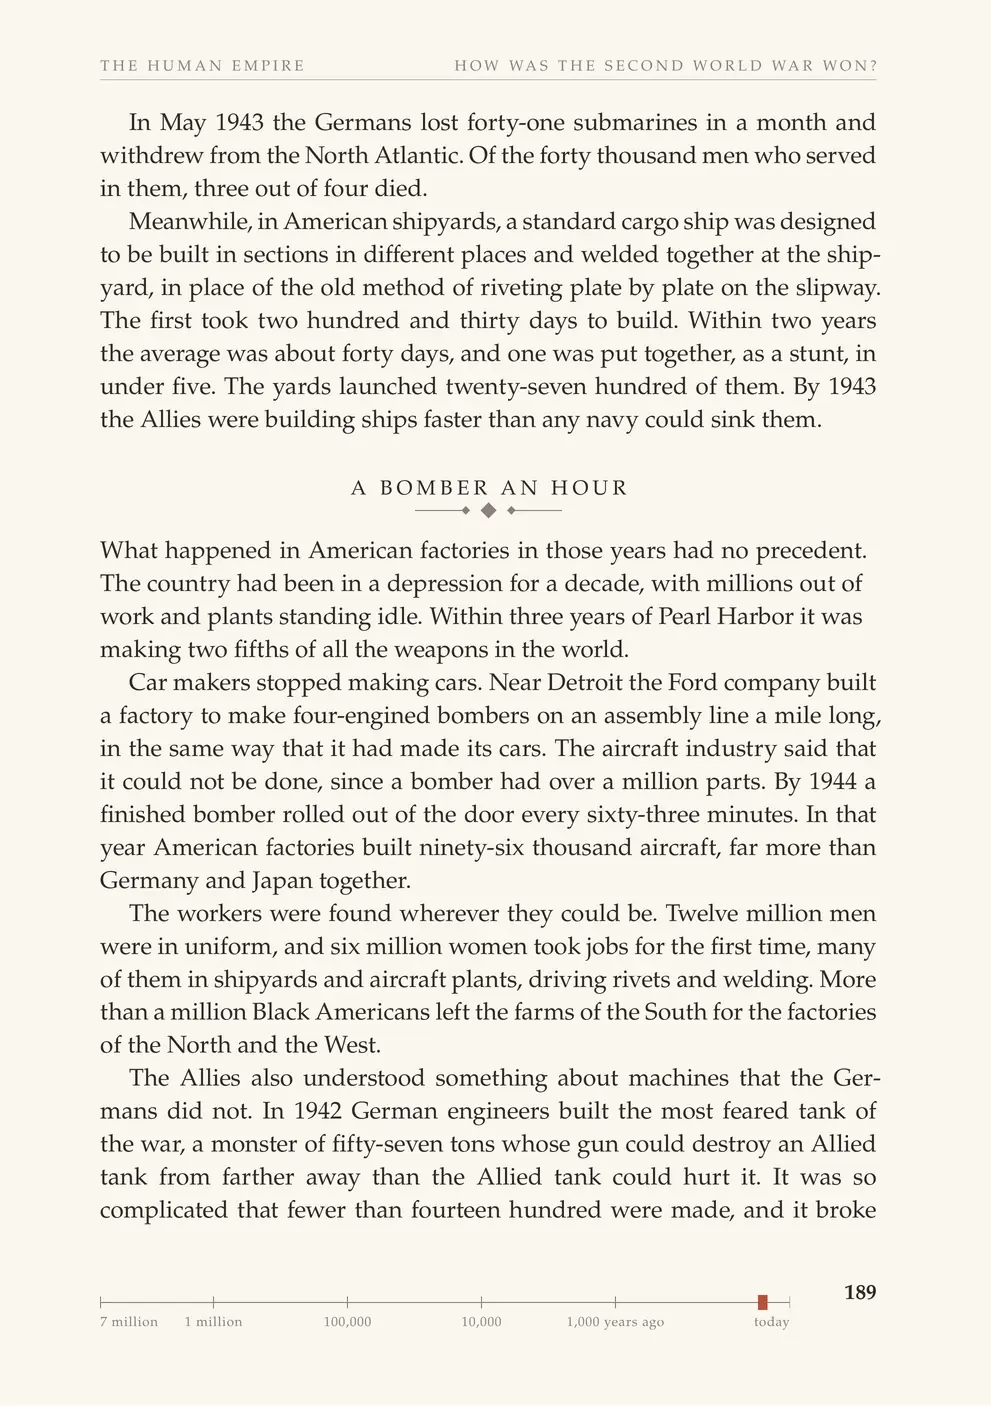 THE HUMAN EMPIRE
HOW WAS THE SECOND WORLD WAR WON?
In May 1943 the Germans lost forty-one submarines in a month and
withdrew from the North Atlantic. Of the forty thousand men who served
in them, three out of four died.
Meanwhile, in American shipyards, a standard cargo ship was designed
to be built in sections in different places and welded together at the ship-
yard, in place of the old method of riveting plate by plate on the slipway.
The first took two hundred and thirty days to build. Within two years
the average was about forty days, and one was put together, as a stunt, in
under five. The yards launched twenty-seven hundred of them. By 1943
the Allies were building ships faster than any navy could sink them.
A BOMBER AN HOUR
What happened in American factories in those years had no precedent.
The country had been in a depression for a decade, with millions out of
work and plants standing idle. Within three years of Pearl Harbor it was
making two fifths of all the weapons in the world.
Car makers stopped making cars. Near Detroit the Ford company built
a factory to make four-engined bombers on an assembly line a mile long,
in the same way that it had made its cars. The aircraft industry said that
it could not be done, since a bomber had over a million parts. By 1944 a
finished bomber rolled out of the door every sixty-three minutes. In that
year American factories built ninety-six thousand aircraft, far more than
Germany and Japan together.
The workers were found wherever they could be. Twelve million men
were in uniform, and six million women took jobs for the first time, many
of them in shipyards and aircraft plants, driving rivets and welding. More
than a million Black Americans left the farms of the South for the factories
of the North and the West.
The Allies also understood something about machines that the Ger-
mans did not. In 1942 German engineers built the most feared tank of
the war, a monster of fifty-seven tons whose gun could destroy an Allied
tank from farther away than the Allied tank could hurt it. It was so
complicated that fewer than fourteen hundred were made, and it broke
189
7 million
1 million
100,000
10,000
1,000 years ago
today